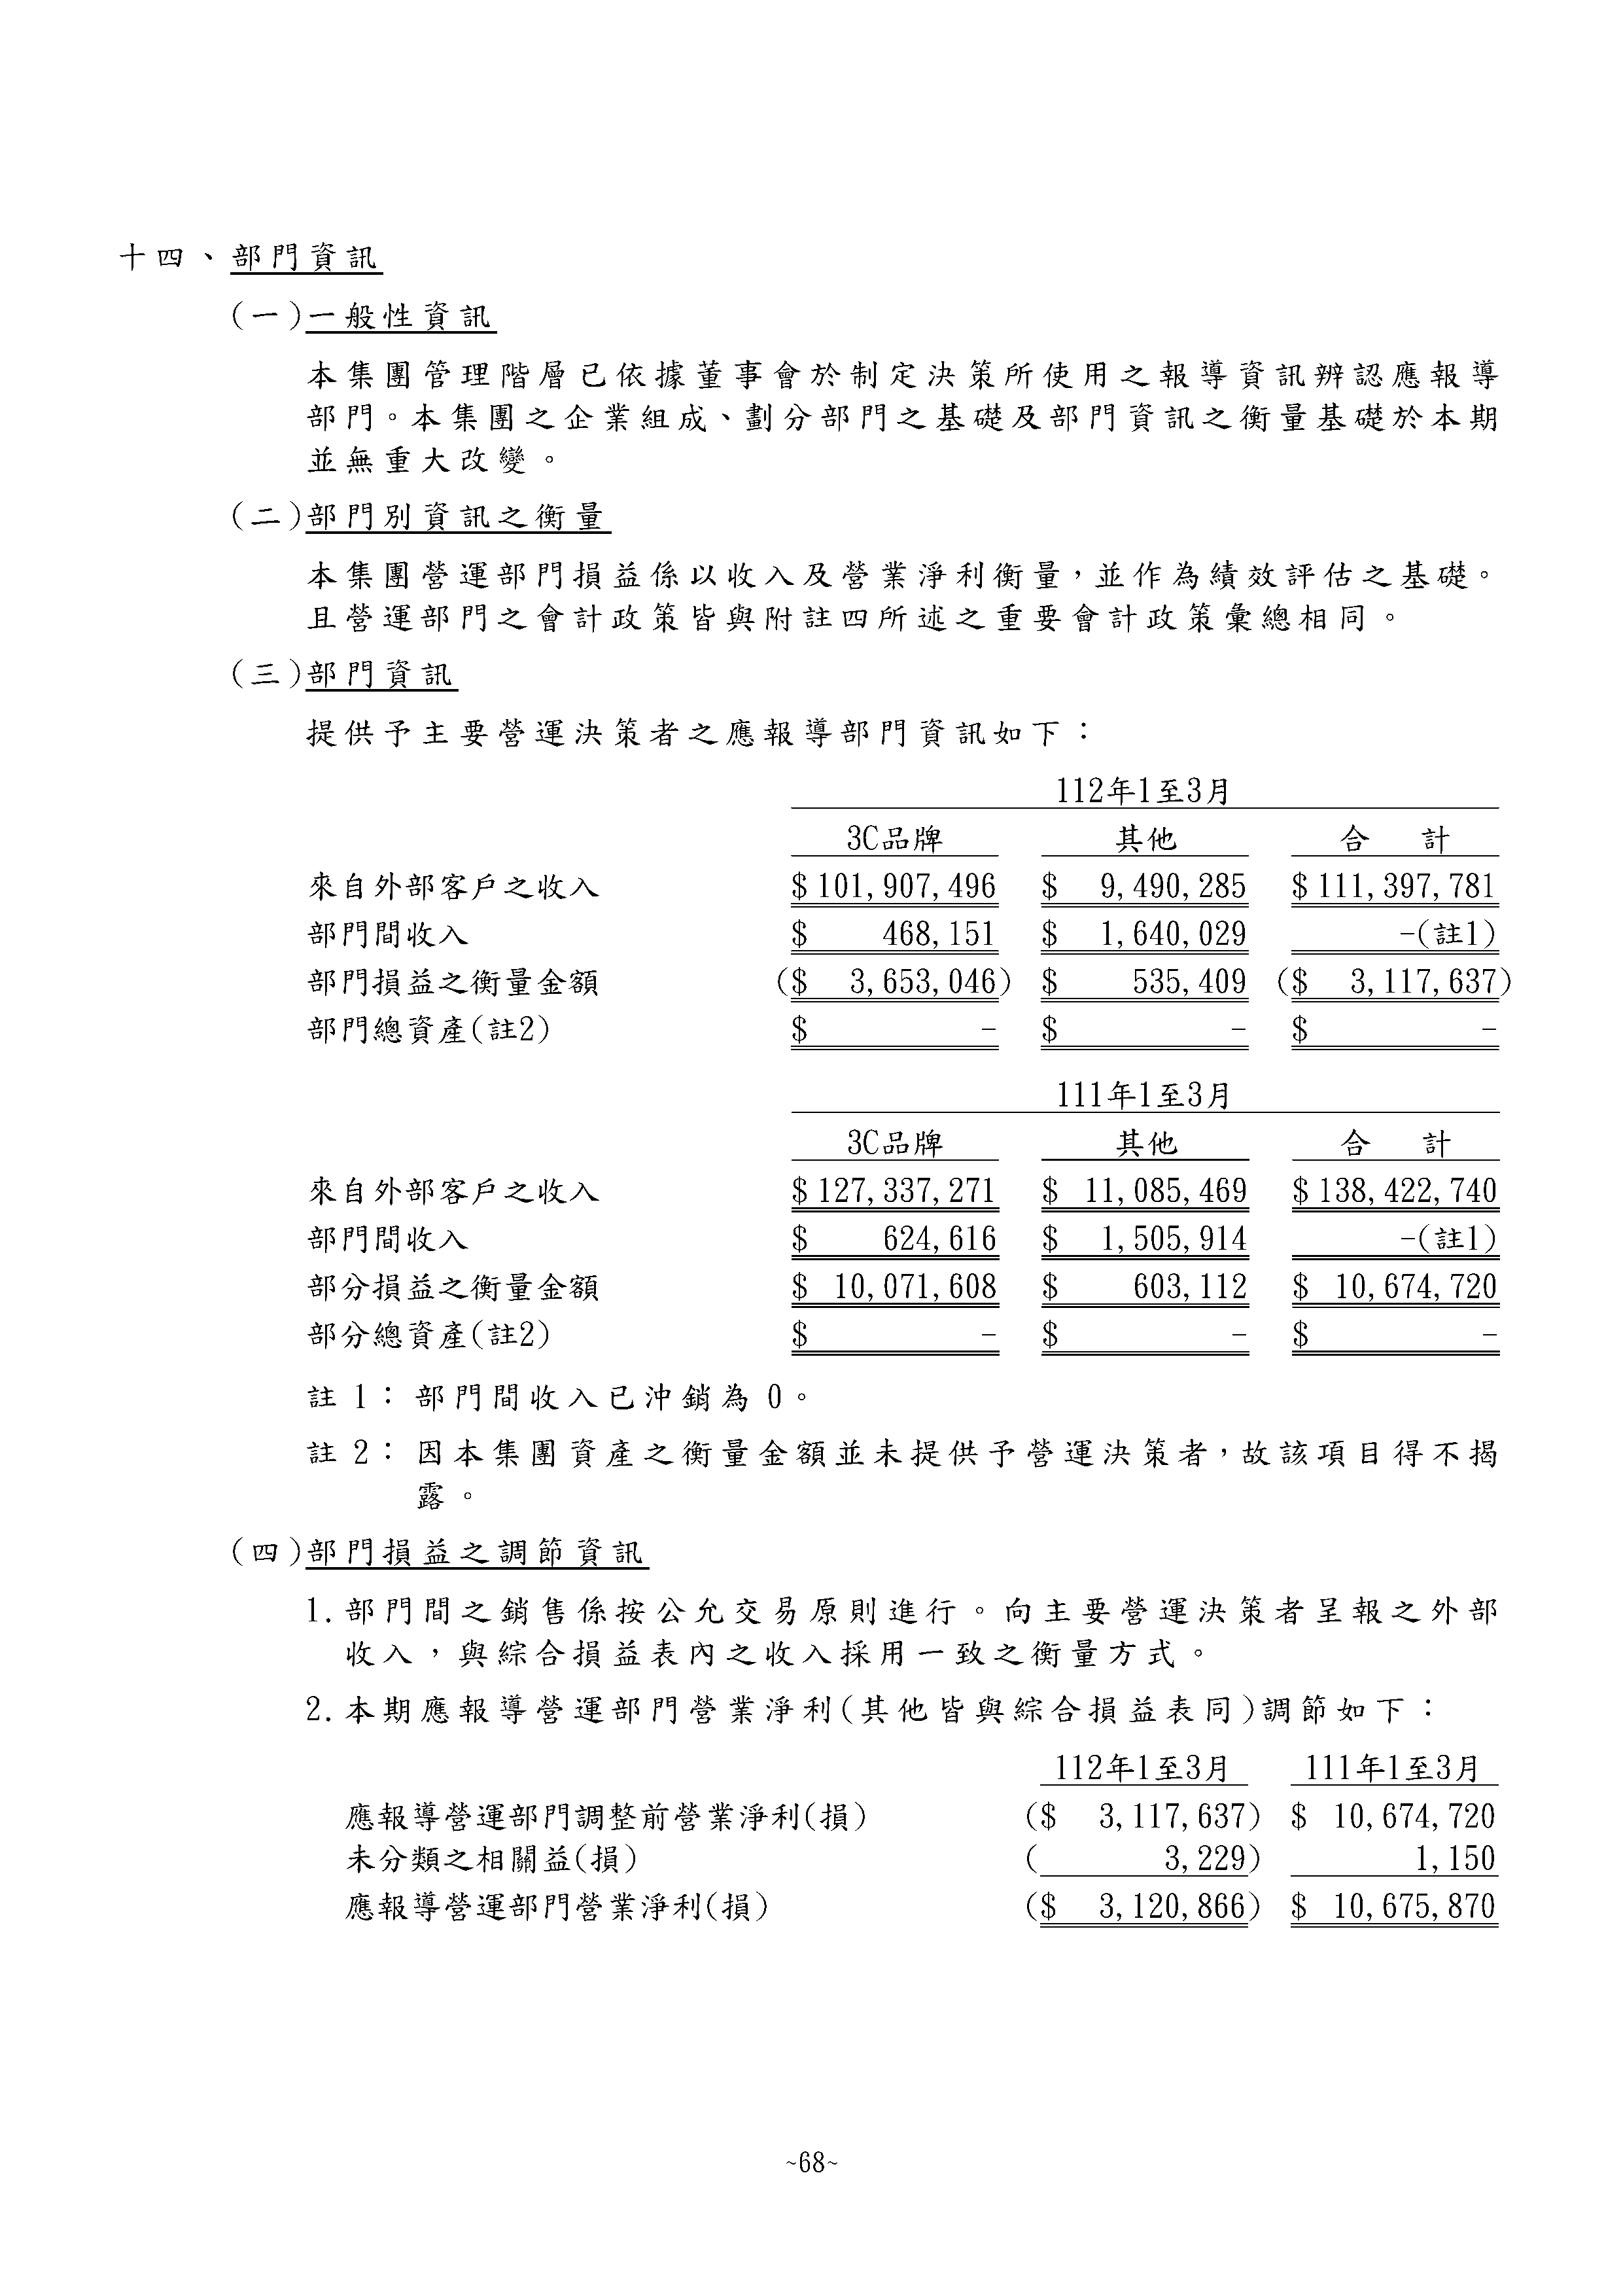 十四、部門資訊
(一)一般性資訊
本集團管理階層已依據董事會於制定決策所使用之報導資訊辨認應報導
部門。本集團之企業組成、劃分部門之基礎及部門資訊之衡量基礎於本期
並無重大改變。
(二)部門別資訊之衡量
本集團營運部門損益係以收入及營業淨利衡量，並作為績效評估之基礎。
且營運部門之會計政策皆與附註四所述之重要會計政策彙總相同。
(三)部門資訊
提供予主要營運決策者之應報導部門資訊如下：
112年1至3月
3C品牌 其他 合 計
來自外部客戶之收入 $ 101,907,496 $ 9,490,285 $ 111,397,781
部門間收入 $ 468,151 $ 1,640,029 -(註1)
部門損益之衡量金額 ($ 3,653,046) $ 535,409 ($ 3,117,637)
部門總資產(註2) $ - $ - $ -
111年1至3月
3C品牌 其他 合 計
來自外部客戶之收入 $ 127,337,271 $ 11,085,469 $ 138,422,740
部門間收入 $ 624,616 $ 1,505,914 -(註1)
部分損益之衡量金額 $ 10,071,608 $ 603,112 $ 10,674,720
部分總資產(註2) $ - $ - $ -
註 1： 部門間收入已沖銷為 0。
註 2： 因本集團資產之衡量金額並未提供予營運決策者，故該項目得不揭
露。
(四)部門損益之調節資訊
1.部門間之銷售係按公允交易原則進行。向主要營運決策者呈報之外部
收入，與綜合損益表內之收入採用一致之衡量方式。
2.本期應報導營運部門營業淨利(其他皆與綜合損益表同)調節如下：
112年1至3月 111年1至3月
應報導營運部門調整前營業淨利(損) ($ 3,117,637) $ 10,674,720
未分類之相關益(損) ( 3,229) 1,150
應報導營運部門營業淨利(損) ($ 3,120,866) $ 10,675,870
~68~